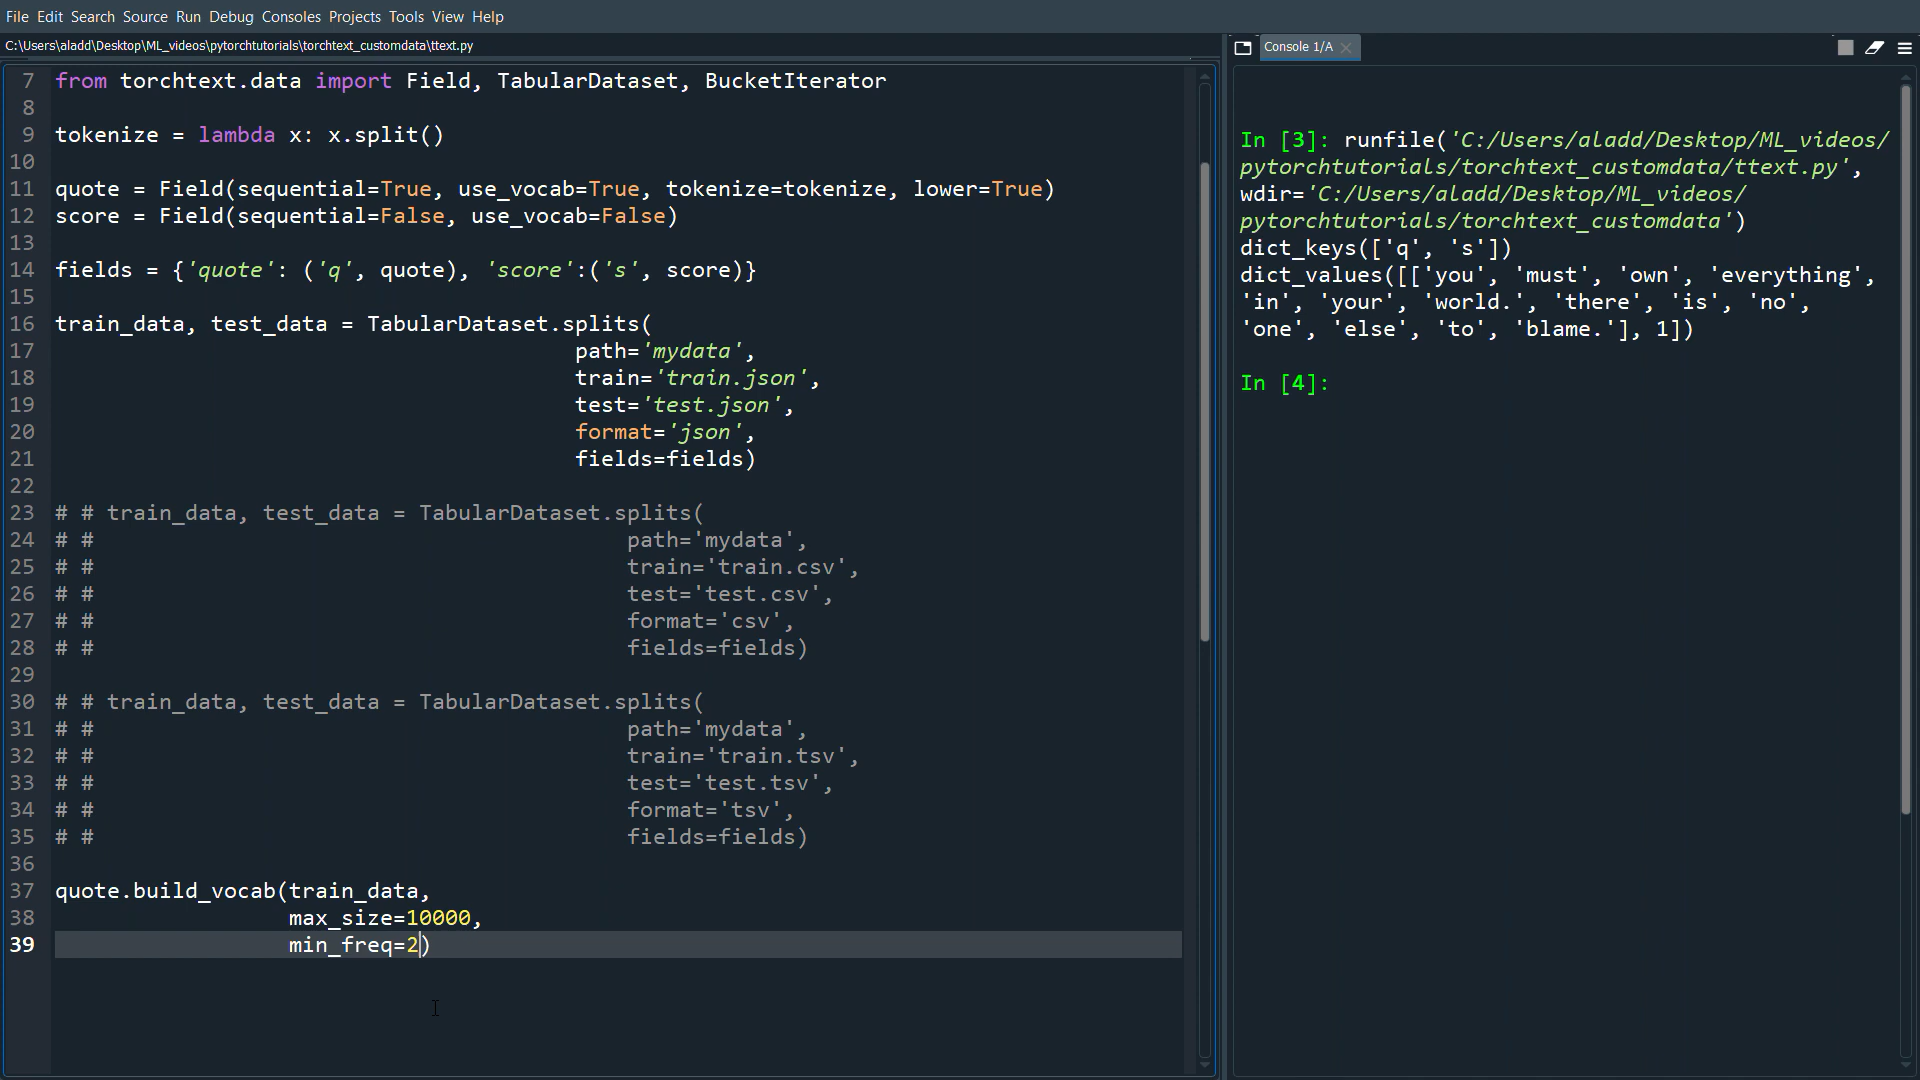 File Edit Search Source Run Debug Consoles Projects Tools View Help
C:\Users\aladd\Desktop\ML_videos\pytorchtutorials\torchtext_customdata\ttext.py
7 from torchtext.data import Field, TabularDataset, BucketIterator
8
9 tokenize = lambda x: x.split()
10
11 quote = Field(sequential=True, use_vocab=True, tokenize=tokenize, lower=True)
12 score = Field(sequential=False, use_vocab=False)
13
14 fields = {'quote': ('q', quote), 'score':('s', score)}
15
16 train_data, test_data = TabularDataset.splits(
17 path='mydata',
18 train='train.json',
19 test='test.json',
20 format='json',
21 fields=fields)
22
23 # # train_data, test_data = TabularDataset.splits(
24 # # path='mydata',
25 # # train='train.csv',
26 # # test='test.csv',
27 # # format='csv',
28 # # fields=fields)
29
30 # # train_data, test_data = TabularDataset.splits(
31 # # path='mydata',
32 # # train='train.tsv',
33 # # test='test.tsv',
34 # # format='tsv',
35 # # fields=fields)
36
37 quote.build_vocab(train_data,
38 max_size=10000,
39 min_freq=2)
Console 1/A
In [3]: runfile('C:/Users/aladd/Desktop/ML_videos/
pytorchtutorials/torchtext_customdata/ttext.py',
wdir='C:/Users/aladd/Desktop/ML_videos/
pytorchtutorials/torchtext_customdata')
dict_keys(['q', 's'])
dict_values([['you', 'must', 'own', 'everything',
'in', 'your', 'world.', 'there', 'is', 'no',
'one', 'else', 'to', 'blame.'], 1])
In [4]: